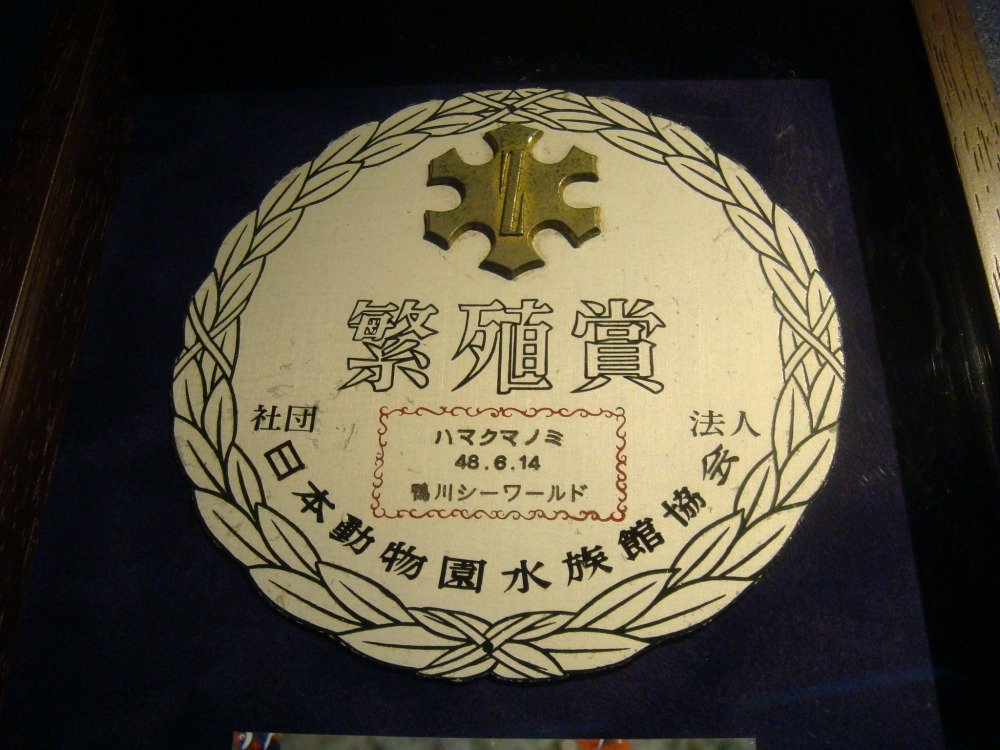 繁殖賞
社団法人
ハマクマノミ
48.6.14
鴨川シーワールド
日本動物園水族館協会